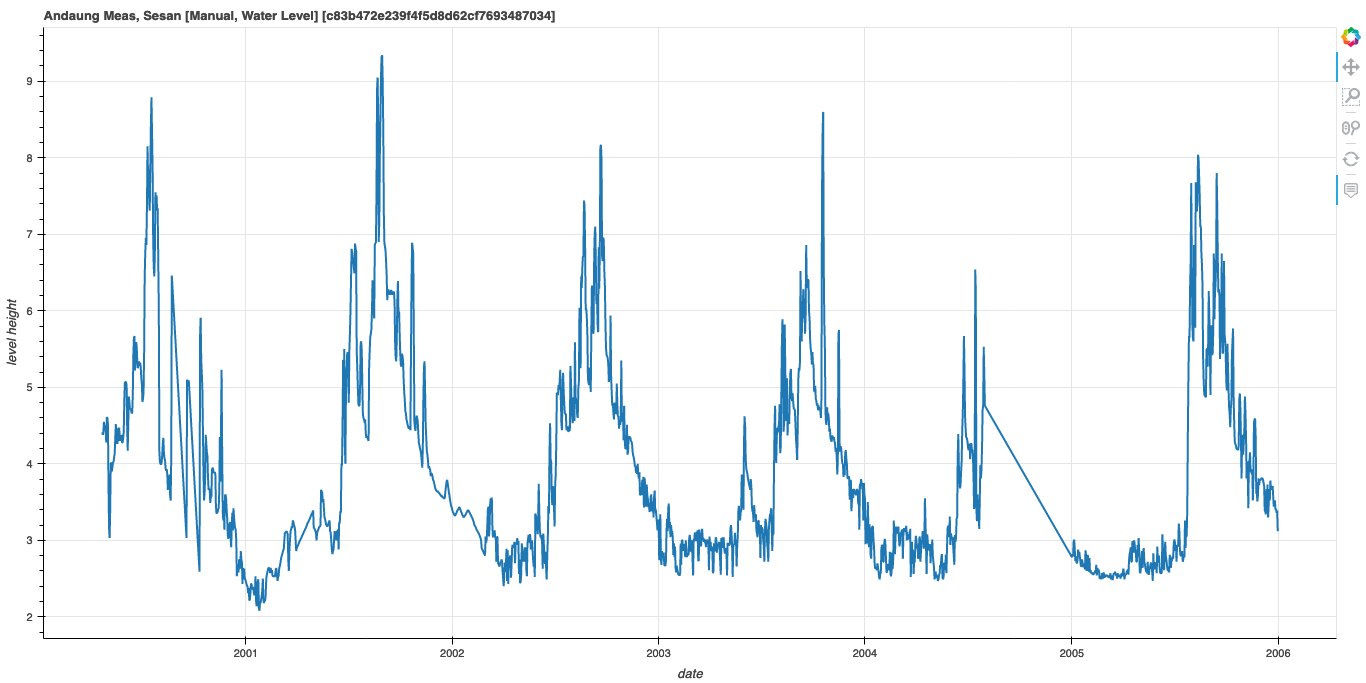 Andaung Meas, Sesan [Manual, Water Level] [c83b472e239f4f5d8d62cf7693487034]
9
8
7
6
5
4
3
2
level height
2001 2002 2003 2004 2005 2006
date